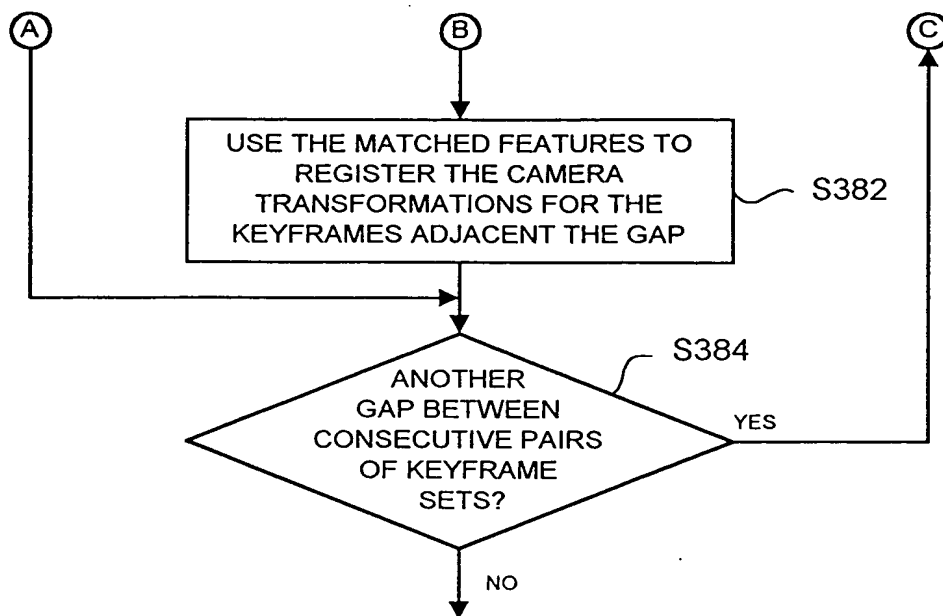 A
B
C
USE THE MATCHED FEATURES TO
REGISTER THE CAMERA
TRANSFORMATIONS FOR THE
KEYFRAMES ADJACENT THE GAP
S382
S384
ANOTHER
GAP BETWEEN
CONSECUTIVE PAIRS
OF KEYFRAME
SETS?
YES
NO